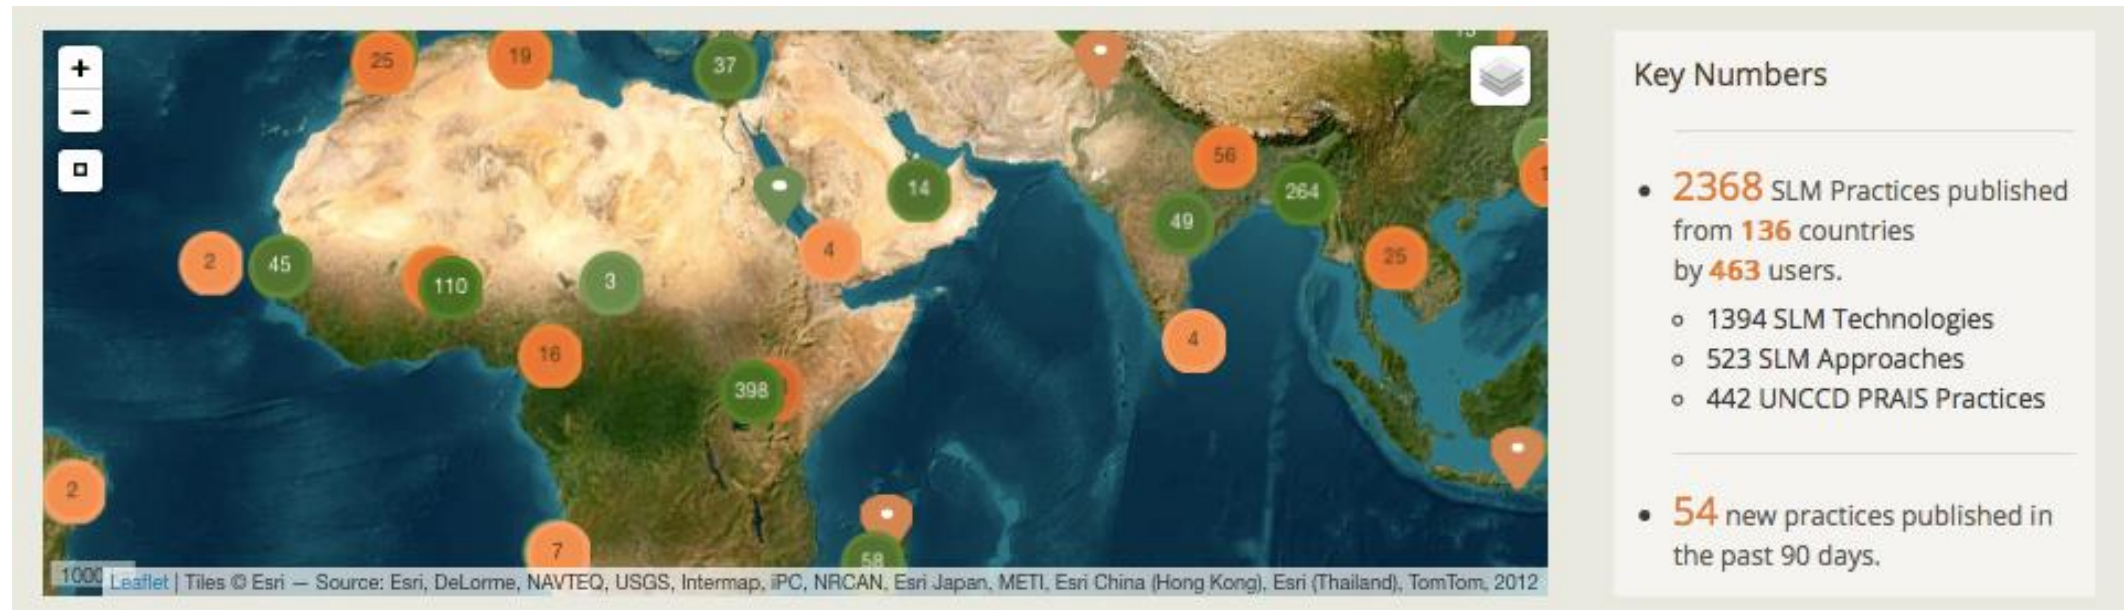 +
−
25
19
37
13
56
14
264
49
2
45
4
110
3
25
16
4
398
2
7
58
1000
Leaflet | Tiles © Esri — Source: Esri, DeLorme, NAVTEQ, USGS, Intermap, iPC, NRCAN, Esri Japan, METI, Esri China (Hong Kong), Esri (Thailand), TomTom, 2012
Key Numbers
• 2368 SLM Practices published
from 136 countries
by 463 users.
◦ 1394 SLM Technologies
◦ 523 SLM Approaches
◦ 442 UNCCD PRAIS Practices
• 54 new practices published in
the past 90 days.